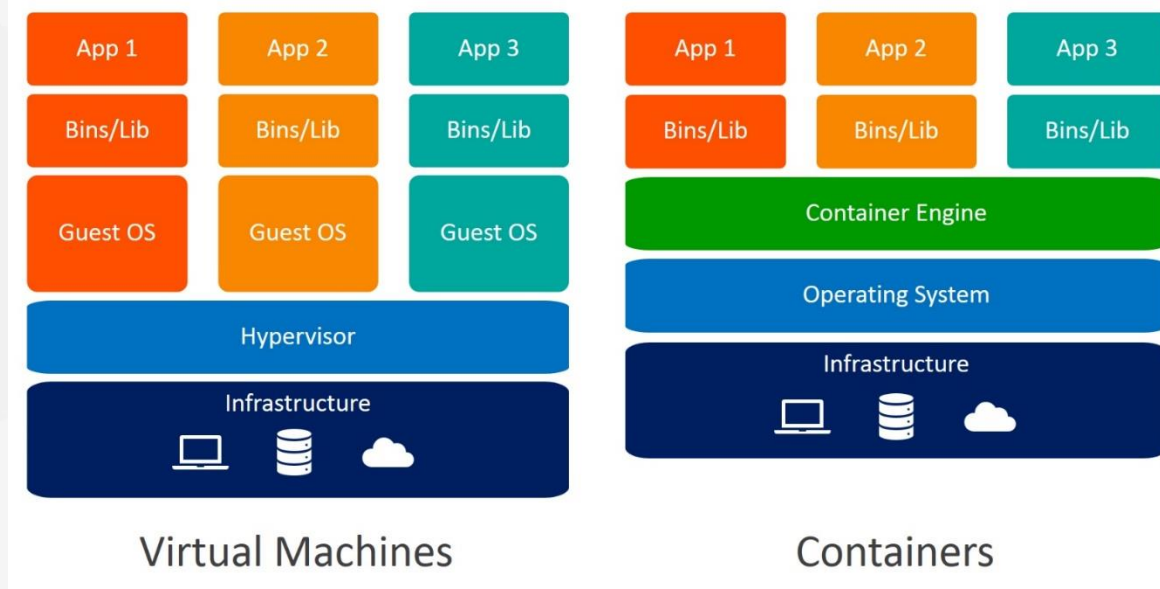 App 1
App 2
App 3
Bins/Lib
Bins/Lib
Bins/Lib
Guest OS
Guest OS
Guest OS
Hypervisor
Infrastructure
Virtual Machines
App 1
App 2
App 3
Bins/Lib
Bins/Lib
Bins/Lib
Container Engine
Operating System
Infrastructure
Containers